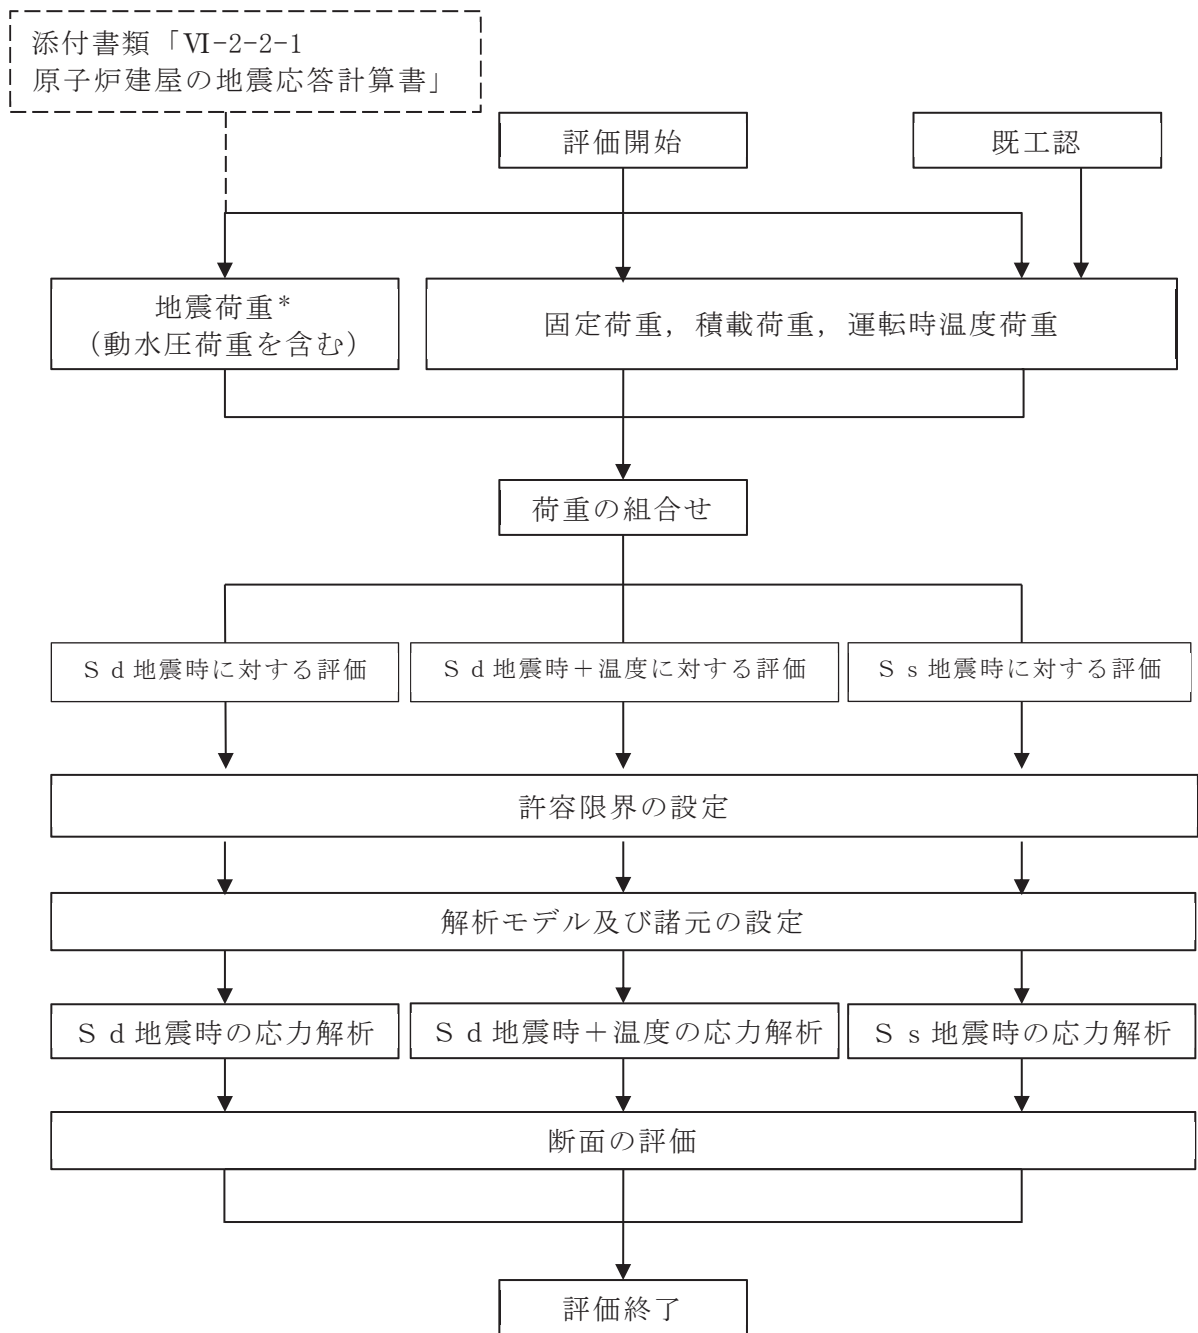 添付書類「Ⅵ-2-2-1
原子炉建屋の地震応答計算書」
評価開始
既工認
地震荷重*
（動水圧荷重を含む）
固定荷重，積載荷重，運転時温度荷重
荷重の組合せ
Ｓｄ地震時に対する評価
Ｓｄ地震時＋温度に対する評価
Ｓｓ地震時に対する評価
許容限界の設定
解析モデル及び諸元の設定
Ｓｄ地震時の応力解析
Ｓｄ地震時＋温度の応力解析
Ｓｓ地震時の応力解析
断面の評価
評価終了